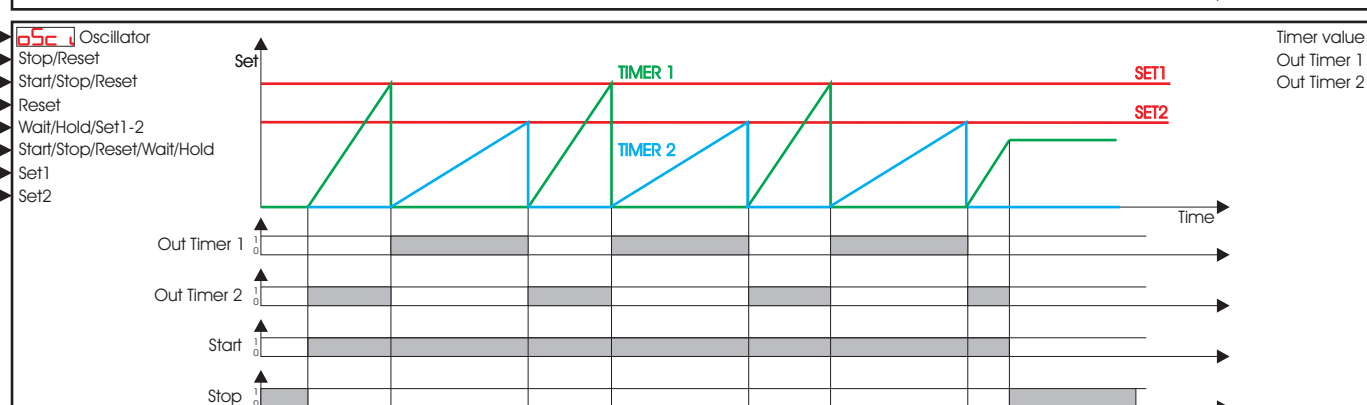 oSc i Oscillator
Stop/Reset
Start/Stop/Reset
Reset
Wait/Hold/Set1-2
Start/Stop/Reset/Wait/Hold
Set1
Set2
Set
TIMER 1
SET1
SET2
TIMER 2
Time
Timer value
Out Timer 1
Out Timer 2
Out Timer 1 1 0
Out Timer 2 1 0
Start 1 0
Stop 1 0